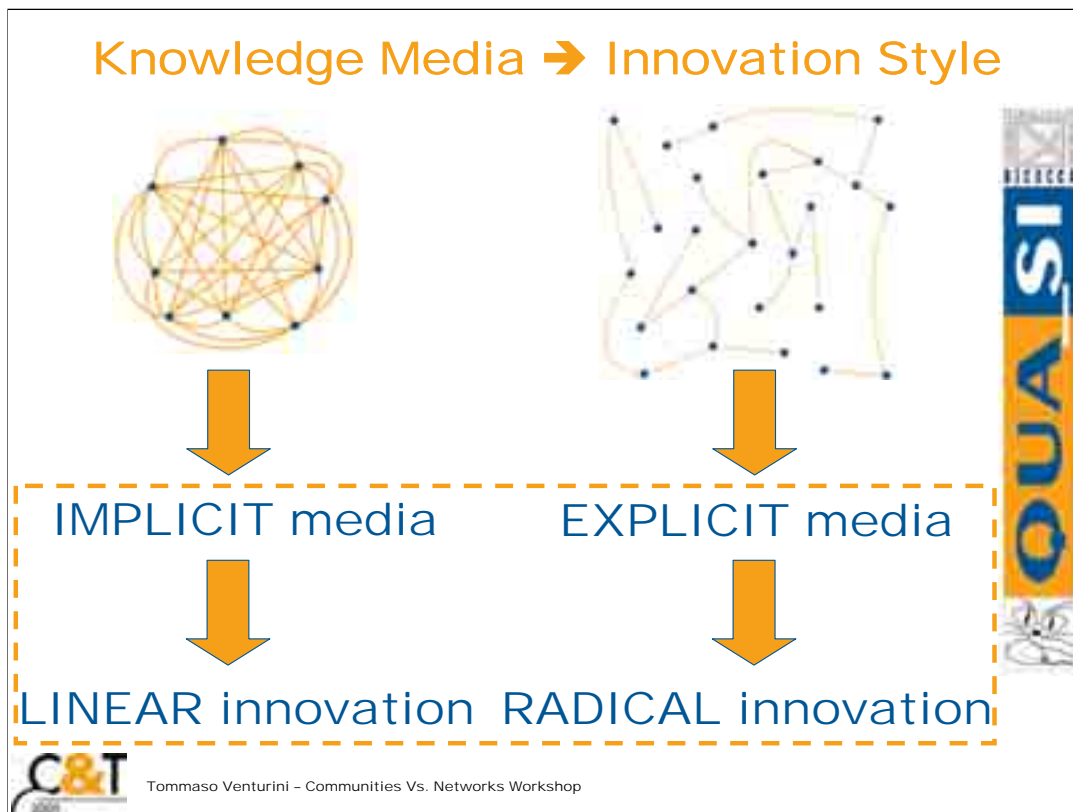 Knowledge Media ➔ Innovation Style
IMPLICIT media
EXPLICIT media
LINEAR innovation
RADICAL innovation
QUA_SI
C&T
Tommaso Venturini – Communities Vs. Networks Workshop